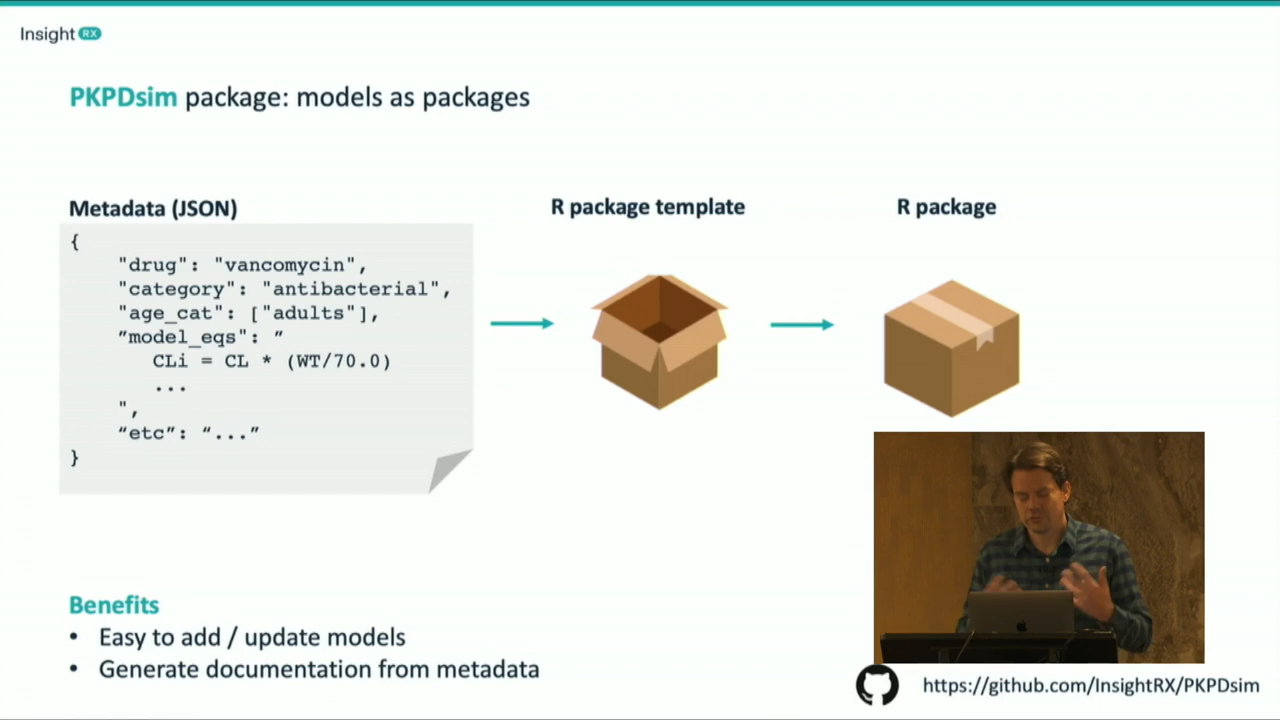 Insight RX
PKPDsim package: models as packages
Metadata (JSON)
{
"drug": "vancomycin",
"category": "antibacterial",
"age_cat": ["adults"],
”model_eqs": ”
CLi = CL * (WT/70.0)
...
",
“etc”: “...”
}
R package template
R package
Benefits
• Easy to add / update models
• Generate documentation from metadata
https://github.com/InsightRX/PKPDsim